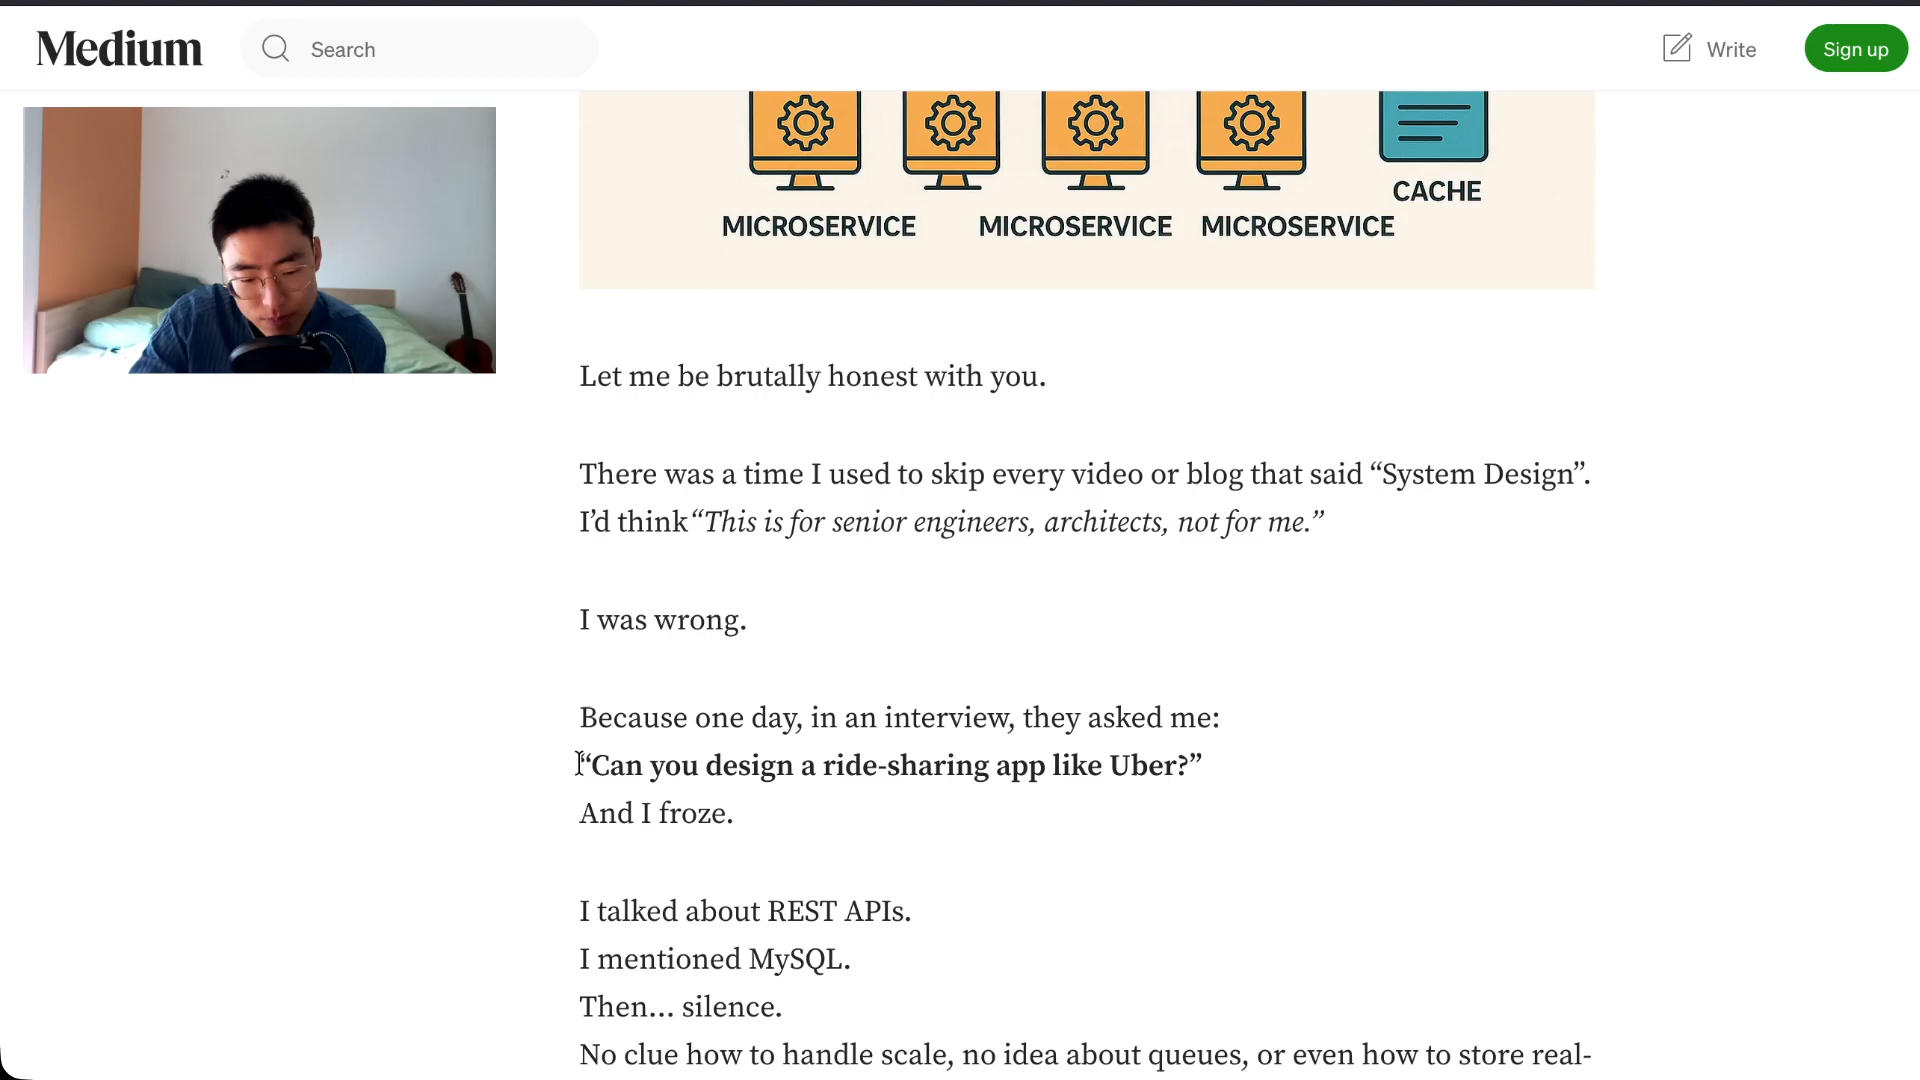 Medium
Search
Write
Sign up
CACHE
MICROSERVICE MICROSERVICE MICROSERVICE
Let me be brutally honest with you.
There was a time I used to skip every video or blog that said “System Design”.
I’d think “This is for senior engineers, architects, not for me.”
I was wrong.
Because one day, in an interview, they asked me:
“Can you design a ride-sharing app like Uber?”
And I froze.
I talked about REST APIs.
I mentioned MySQL.
Then… silence.
No clue how to handle scale, no idea about queues, or even how to store real-